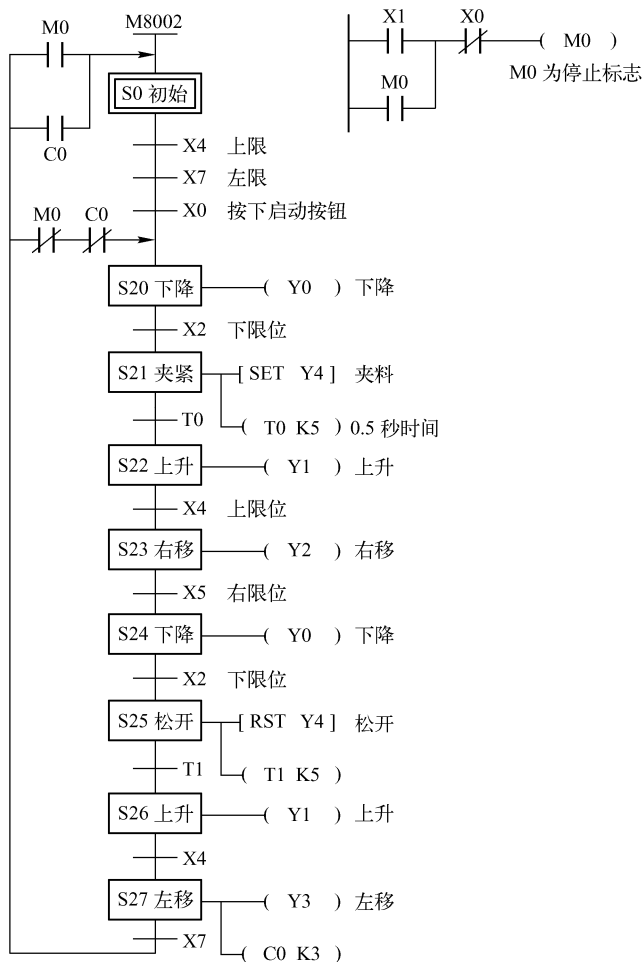 M0
M8002
C0
S0 初始
X4 上限
X7 左限
X0 按下启动按钮
M0 C0
S20 下降 ( Y0 ) 下降
X2 下限位
S21 夹紧 [ SET Y4 ] 夹料
T0 ( T0 K5 ) 0.5 秒时间
S22 上升 ( Y1 ) 上升
X4 上限位
S23 右移 ( Y2 ) 右移
X5 右限位
S24 下降 ( Y0 ) 下降
X2 下限位
S25 松开 [ RST Y4 ] 松开
T1 ( T1 K5 )
S26 上升 ( Y1 ) 上升
X4
S27 左移 ( Y3 ) 左移
X7 ( C0 K3 )
X1 X0 ( M0 )
M0 为停止标志
M0